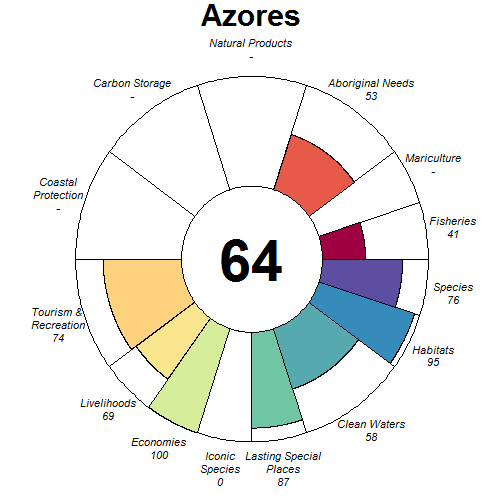 Azores
Natural Products
-
Carbon Storage
-
Aboriginal Needs
53
Mariculture
-
Coastal
Protection
-
Fisheries
41
64
Species
76
Tourism &
Recreation
74
Habitats
95
Livelihoods
69
Clean Waters
58
Economies
100
Iconic
Species
0
Lasting Special
Places
87